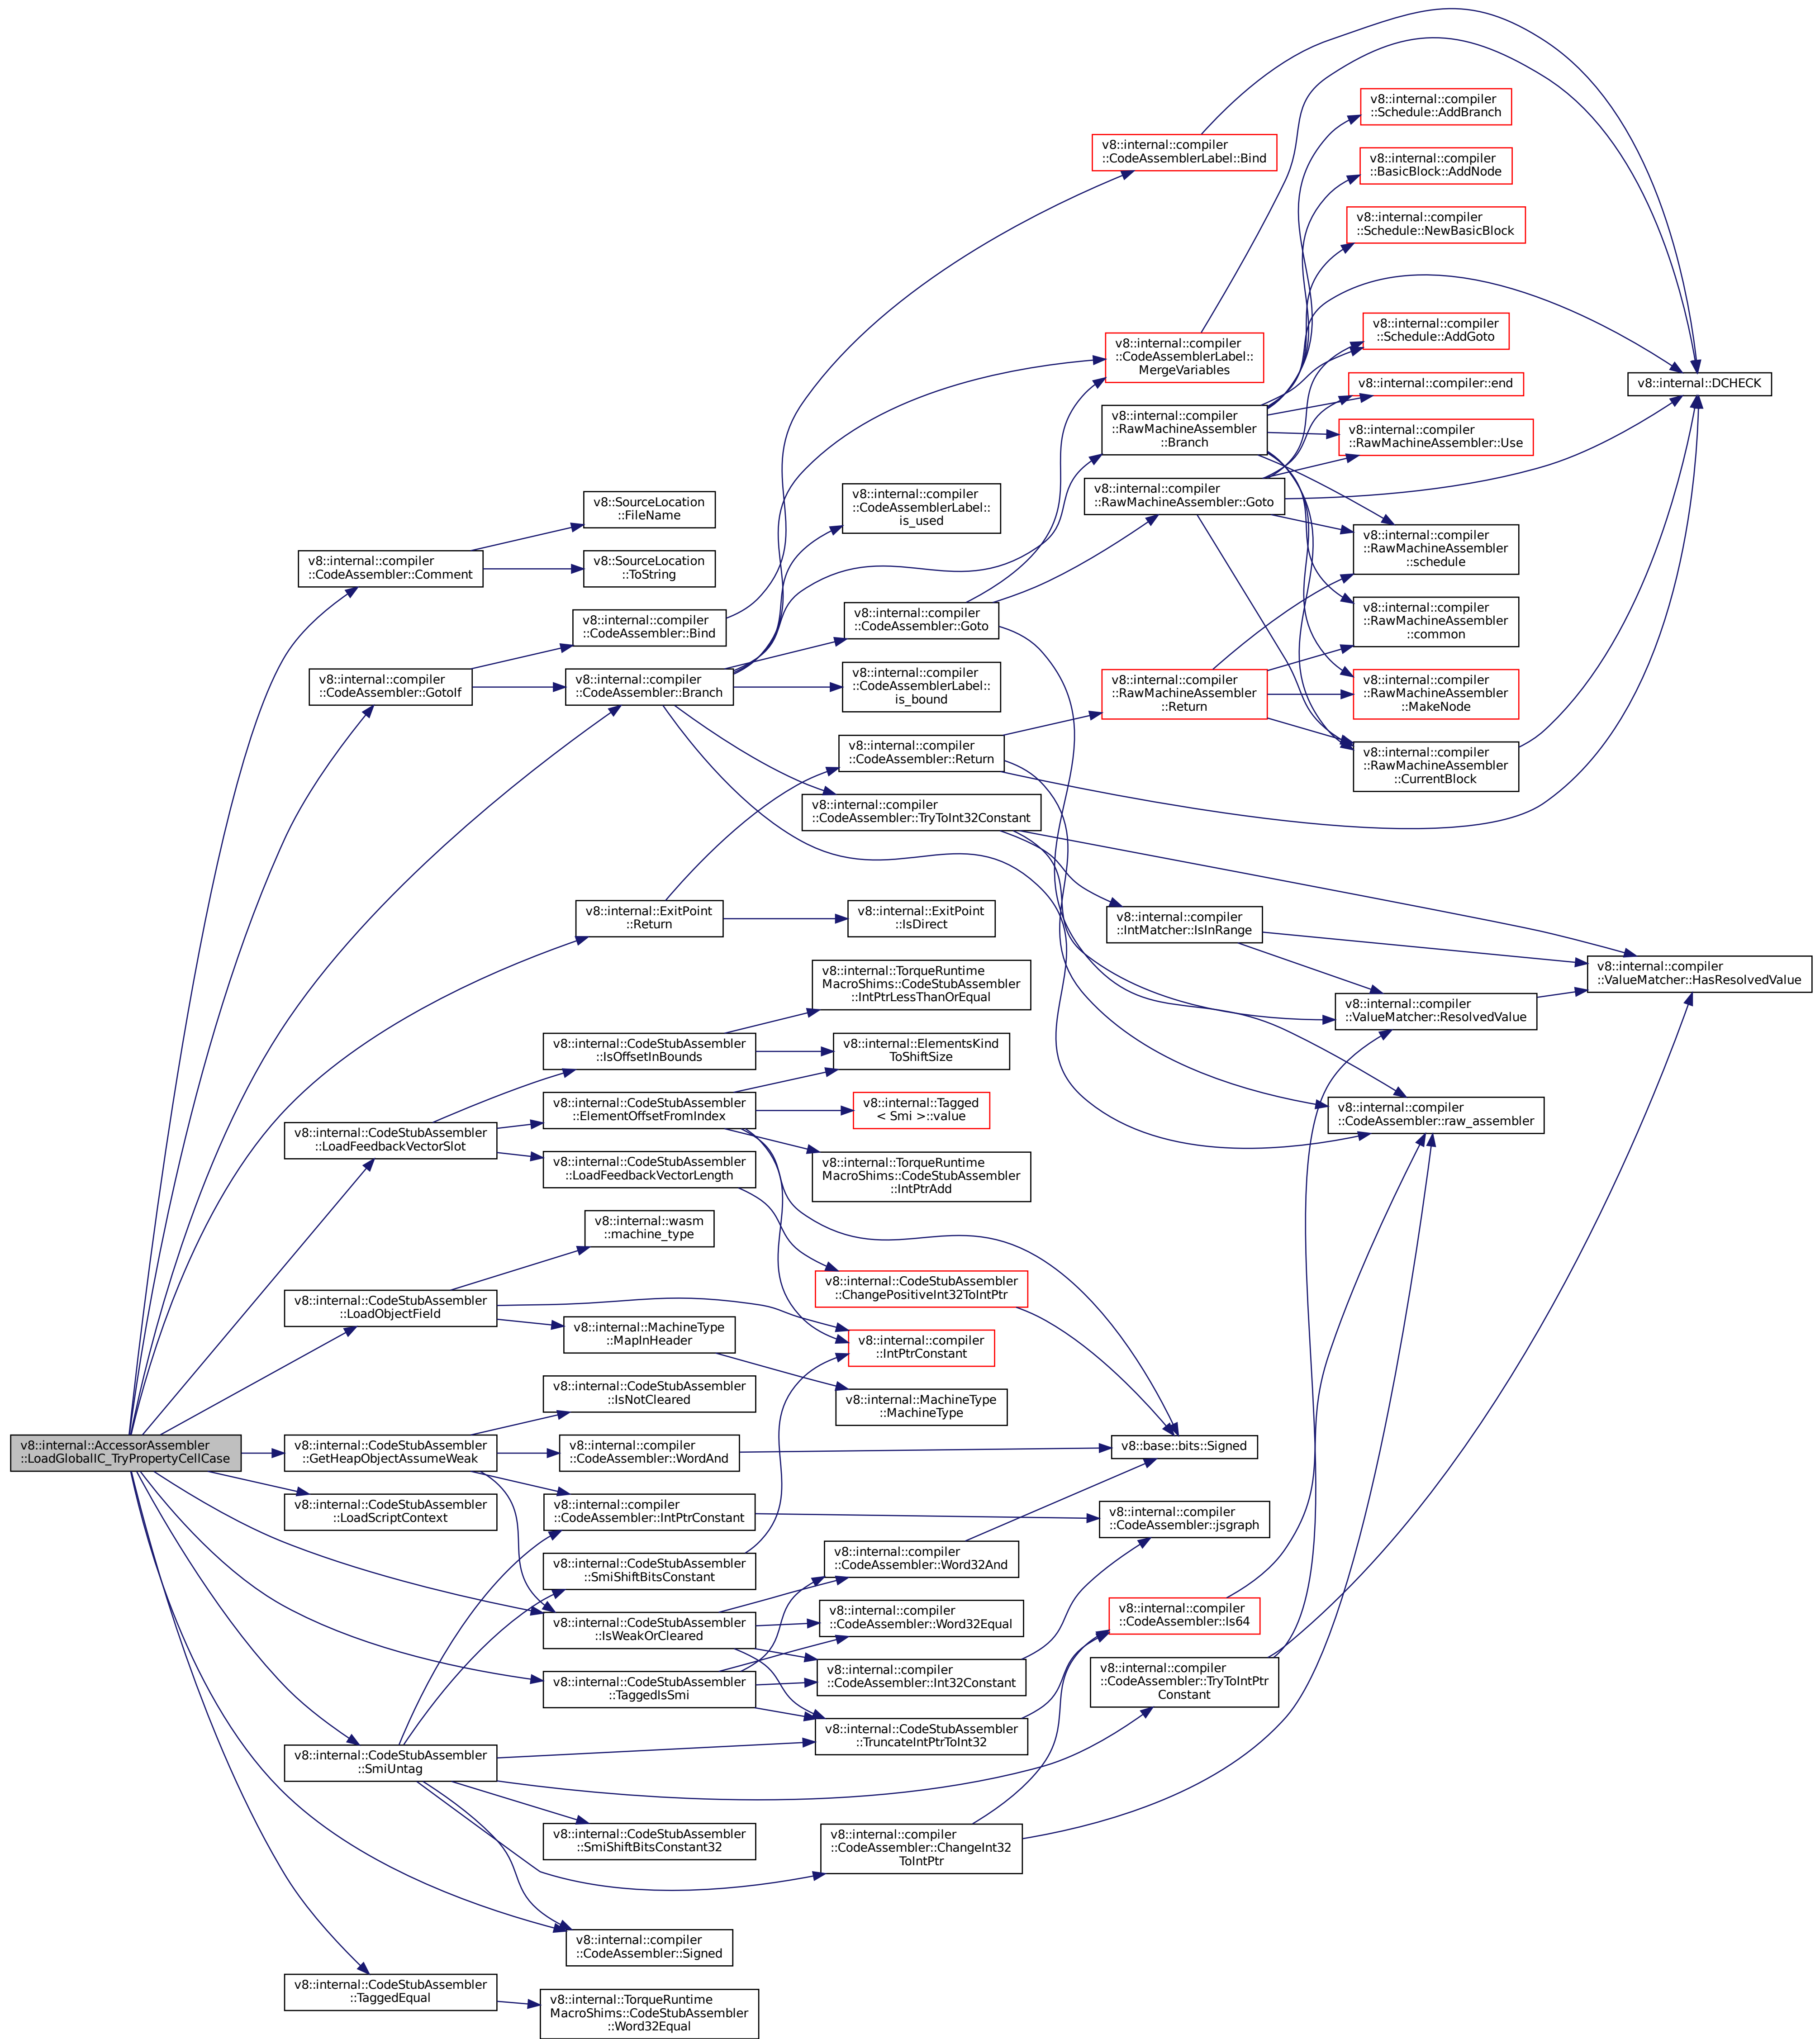 v8::internal::AccessorAssembler
::LoadGlobalIC_TryPropertyCellCase
v8::internal::compiler
::CodeAssembler::Comment
v8::internal::compiler
::CodeAssembler::GotoIf
v8::internal::CodeStubAssembler
::LoadFeedbackVectorSlot
v8::internal::CodeStubAssembler
::LoadObjectField
v8::internal::CodeStubAssembler
::GetHeapObjectAssumeWeak
v8::internal::CodeStubAssembler
::LoadScriptContext
v8::internal::CodeStubAssembler
::SmiUntag
v8::internal::CodeStubAssembler
::TaggedEqual
v8::SourceLocation
::FileName
v8::SourceLocation
::ToString
v8::internal::compiler
::CodeAssembler::Bind
v8::internal::compiler
::CodeAssembler::Branch
v8::internal::ExitPoint
::Return
v8::internal::CodeStubAssembler
::IsOffsetInBounds
v8::internal::CodeStubAssembler
::ElementOffsetFromIndex
v8::internal::CodeStubAssembler
::LoadFeedbackVectorLength
v8::internal::wasm
::machine_type
v8::internal::MachineType
::MapInHeader
v8::internal::CodeStubAssembler
::IsNotCleared
v8::internal::compiler
::CodeAssembler::WordAnd
v8::internal::compiler
::CodeAssembler::IntPtrConstant
v8::internal::CodeStubAssembler
::SmiShiftBitsConstant
v8::internal::CodeStubAssembler
::IsWeakOrCleared
v8::internal::CodeStubAssembler
::TaggedIsSmi
v8::internal::CodeStubAssembler
::SmiShiftBitsConstant32
v8::internal::compiler
::CodeAssembler::Signed
v8::internal::TorqueRuntime
MacroShims::CodeStubAssembler
::Word32Equal
v8::internal::compiler
::CodeAssemblerLabel::
is_used
v8::internal::compiler
::CodeAssembler::Goto
v8::internal::compiler
::CodeAssemblerLabel::
is_bound
v8::internal::compiler
::CodeAssembler::Return
v8::internal::compiler
::CodeAssembler::TryToInt32Constant
v8::internal::ExitPoint
::IsDirect
v8::internal::TorqueRuntime
MacroShims::CodeStubAssembler
::IntPtrLessThanOrEqual
v8::internal::ElementsKind
ToShiftSize
v8::internal::Tagged
< Smi >::value
v8::internal::TorqueRuntime
MacroShims::CodeStubAssembler
::IntPtrAdd
v8::internal::CodeStubAssembler
::ChangePositiveInt32ToIntPtr
v8::internal::compiler
::IntPtrConstant
v8::internal::MachineType
::MachineType
v8::internal::compiler
::CodeAssembler::Word32And
v8::internal::compiler
::CodeAssembler::Word32Equal
v8::internal::compiler
::CodeAssembler::Int32Constant
v8::internal::CodeStubAssembler
::TruncateIntPtrToInt32
v8::internal::compiler
::CodeAssembler::ChangeInt32
ToIntPtr
v8::internal::compiler
::CodeAssemblerLabel::Bind
v8::internal::compiler
::CodeAssemblerLabel::
MergeVariables
v8::internal::compiler
::RawMachineAssembler
::Branch
v8::internal::compiler
::RawMachineAssembler::Goto
v8::internal::compiler
::RawMachineAssembler
::Return
v8::internal::compiler
::IntMatcher::IsInRange
v8::base::bits::Signed
v8::internal::compiler
::CodeAssembler::jsgraph
v8::internal::compiler
::CodeAssembler::Is64
v8::internal::compiler
::CodeAssembler::TryToIntPtr
Constant
v8::internal::compiler
::Schedule::AddBranch
v8::internal::compiler
::BasicBlock::AddNode
v8::internal::compiler
::Schedule::NewBasicBlock
v8::internal::compiler
::Schedule::AddGoto
v8::internal::compiler::end
v8::internal::compiler
::RawMachineAssembler::Use
v8::internal::compiler
::RawMachineAssembler
::schedule
v8::internal::compiler
::RawMachineAssembler
::common
v8::internal::compiler
::RawMachineAssembler
::MakeNode
v8::internal::compiler
::RawMachineAssembler
::CurrentBlock
v8::internal::compiler
::ValueMatcher::ResolvedValue
v8::internal::compiler
::CodeAssembler::raw_assembler
v8::internal::DCHECK
v8::internal::compiler
::ValueMatcher::HasResolvedValue